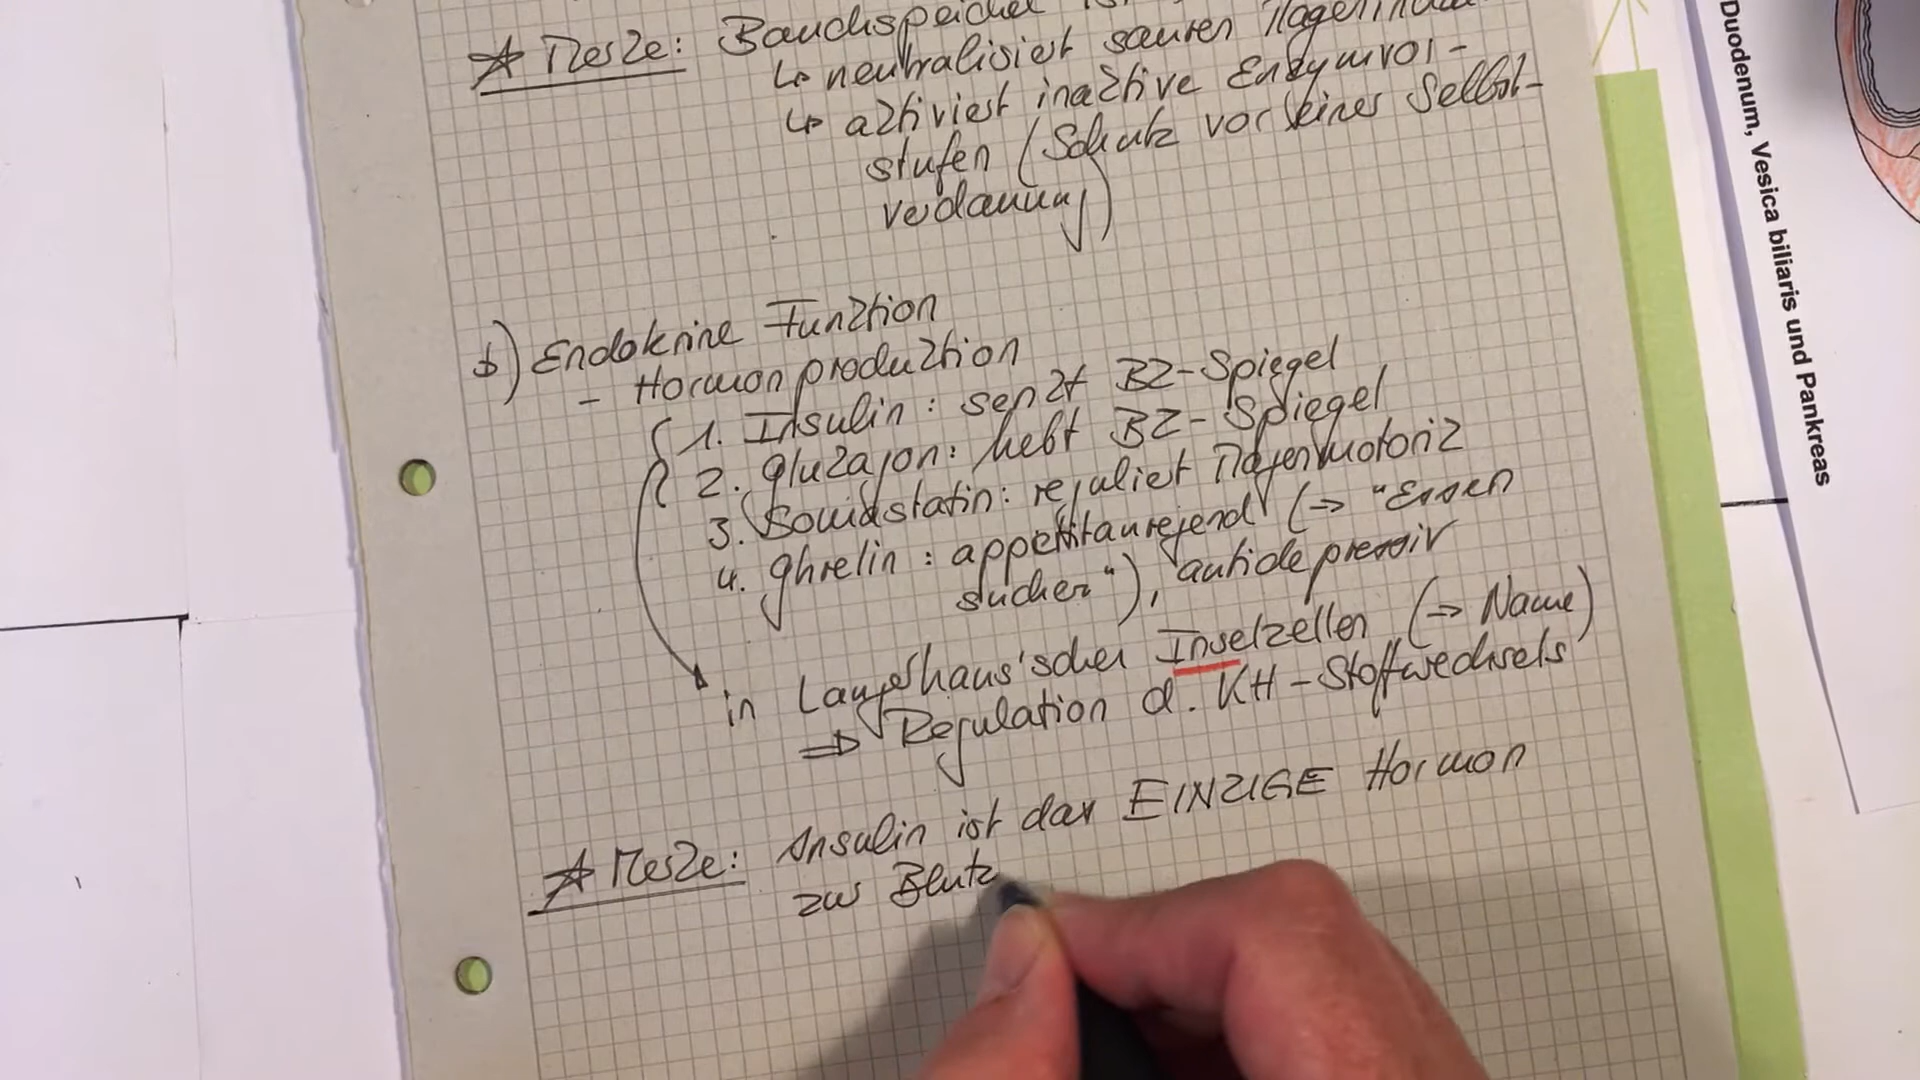 ★ Merke: Bauchspeichel
↳ neutralisiert sauren Mageninhalt
↳ aktiviert inaktive Enzymvor-
stufen (Schutz vor einer Selbst-
verdauung)
b) Endokrine Funktion
- Hormonproduktion
1. Insulin: senkt BZ-Spiegel
2. Glukagon: hebt BZ-Spiegel
3. Somatostatin: reguliert Magenmotorik
4. Ghrelin: appetitanregend (→ "Essen
suchen"), antidepressiv
in Langerhans'schen Inselzellen (→ Name)
⇒ Regulation d. KH-Stoffwechsels
★ Merke: Insulin ist das EINZIGE Hormon
zur Blutz
Duodenum, Vesica biliaris und Pankreas